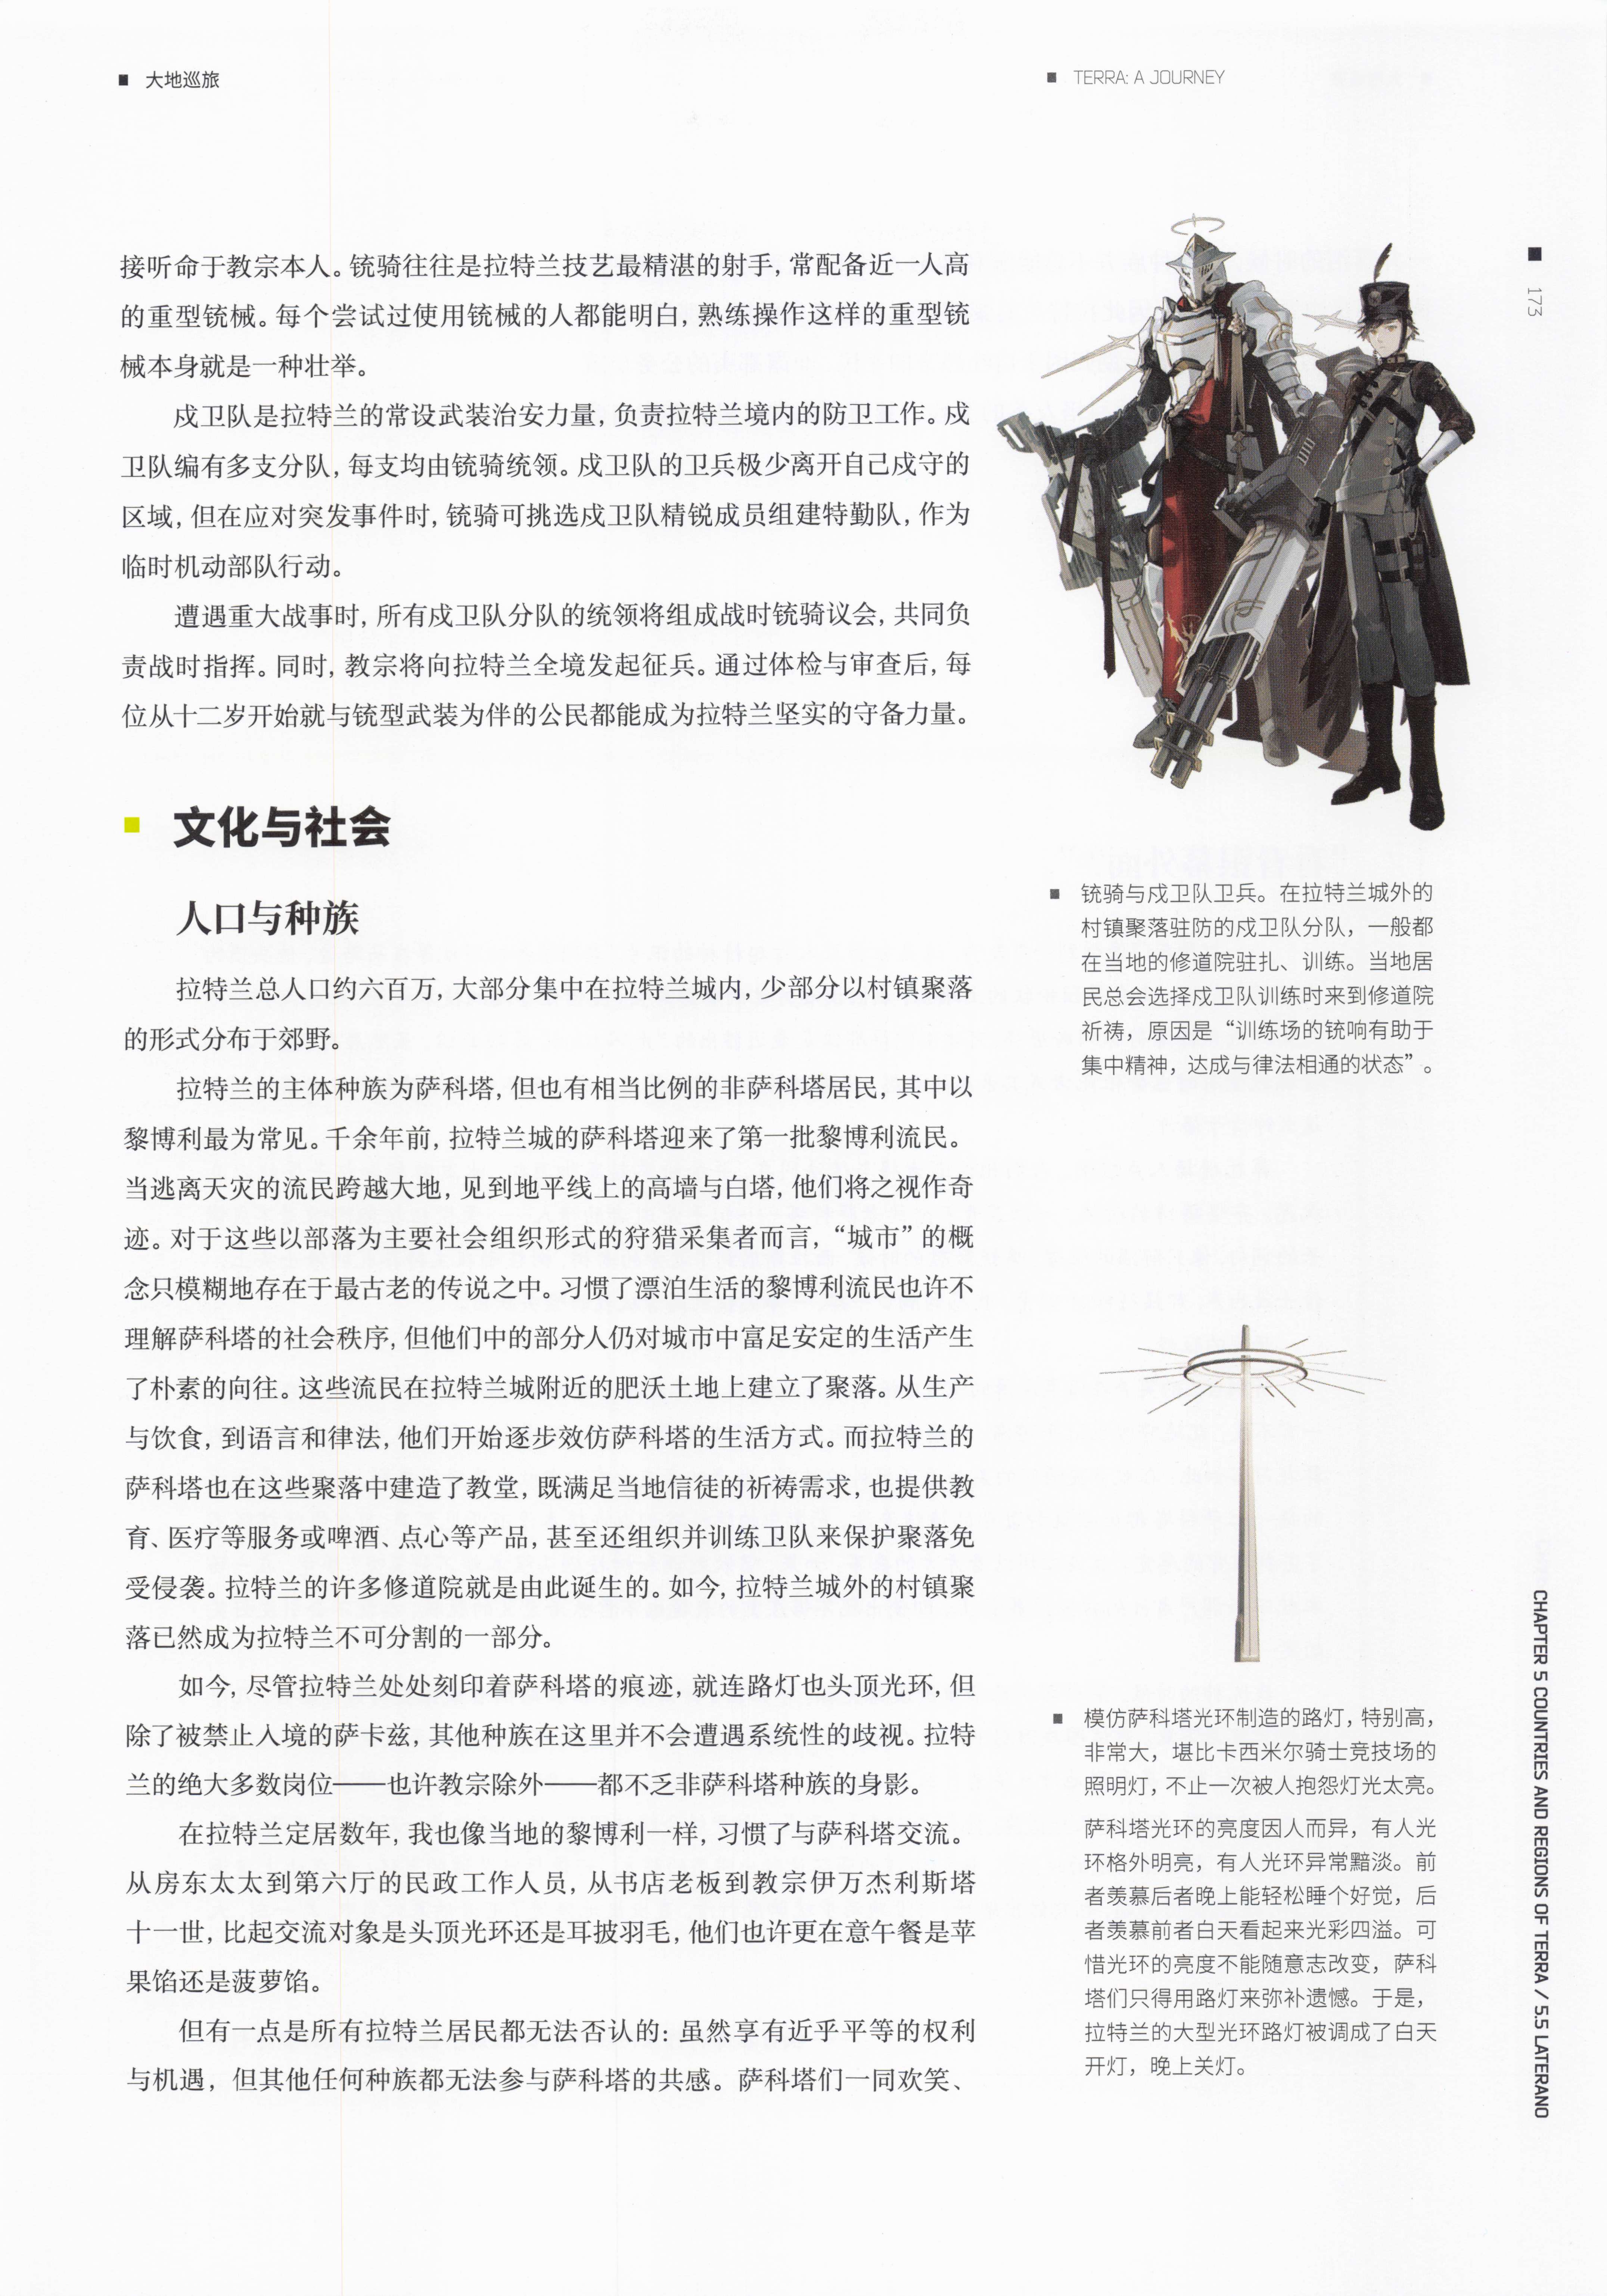 大地巡旅
TERRA: A JOURNEY
173
接听命于教宗本人。铳骑往往是拉特兰技艺最精湛的射手，常配备近一人高
的重型铳械。每个尝试过使用铳械的人都能明白，熟练操作这样的重型铳
械本身就是一种壮举。
戍卫队是拉特兰的常设武装治安力量，负责拉特兰境内的防卫工作。戍
卫队编有多支分队，每支均由铳骑统领。戍卫队的卫兵极少离开自己戍守的
区域，但在应对突发事件时，铳骑可挑选戍卫队精锐成员组建特勤队，作为
临时机动部队行动。
遭遇重大战事时，所有戍卫队分队的统领将组成战时铳骑议会，共同负
责战时指挥。同时，教宗将向拉特兰全境发起征兵。通过体检与审查后，每
位从十二岁开始就与铳型武装为伴的公民都能成为拉特兰坚实的守备力量。
文化与社会
人口与种族
拉特兰总人口约六百万，大部分集中在拉特兰城内，少部分以村镇聚落
的形式分布于郊野。
拉特兰的主体种族为萨科塔，但也有相当比例的非萨科塔居民，其中以
黎博利最为常见。千余年前，拉特兰城的萨科塔迎来了第一批黎博利流民。
当逃离天灾的流民跨越大地，见到地平线上的高墙与白塔，他们将之视作奇
迹。对于这些以部落为主要社会组织形式的狩猎采集者而言，“城市”的概
念只模糊地存在于最古老的传说之中。习惯了漂泊生活的黎博利流民也许不
理解萨科塔的社会秩序，但他们中的部分人仍对城市中富足安定的生活产生
了朴素的向往。这些流民在拉特兰城附近的肥沃土地上建立了聚落。从生产
与饮食，到语言和律法，他们开始逐步效仿萨科塔的生活方式。而拉特兰的
萨科塔也在这些聚落中建造了教堂，既满足当地信徒的祈祷需求，也提供教
育、医疗等服务或啤酒、点心等产品，甚至还组织并训练卫队来保护聚落免
受侵袭。拉特兰的许多修道院就是由此诞生的。如今，拉特兰城外的村镇聚
落已然成为拉特兰不可分割的一部分。
如今，尽管拉特兰处处刻印着萨科塔的痕迹，就连路灯也头顶光环，但
除了被禁止入境的萨卡兹，其他种族在这里并不会遭遇系统性的歧视。拉特
兰的绝大多数岗位——也许教宗除外——都不乏非萨科塔种族的身影。
在拉特兰定居数年，我也像当地的黎博利一样，习惯了与萨科塔交流。
从房东太太到第六厅的民政工作人员，从书店老板到教宗伊万杰利斯塔
十一世，比起交流对象是头顶光环还是耳披羽毛，他们也许更在意午餐是苹
果馅还是菠萝馅。
但有一点是所有拉特兰居民都无法否认的：虽然享有近乎平等的权利
与机遇，但其他任何种族都无法参与萨科塔的共感。萨科塔们一同欢笑、
铳骑与戍卫队卫兵。在拉特兰城外的
村镇聚落驻防的戍卫队分队，一般都
在当地的修道院驻扎、训练。当地居
民总会选择戍卫队训练时来到修道院
祈祷，原因是“训练场的铳响有助于
集中精神，达成与律法相通的状态”。
模仿萨科塔光环制造的路灯，特别高，
非常大，堪比卡西米尔骑士竞技场的
照明灯，不止一次被人抱怨灯光太亮。
萨科塔光环的亮度因人而异，有人光
环格外明亮，有人光环异常黯淡。前
者羡慕后者晚上能轻松睡个好觉，后
者羡慕前者白天看起来光彩四溢。可
惜光环的亮度不能随意志改变，萨科
塔们只得用路灯来弥补遗憾。于是，
拉特兰的大型光环路灯被调成了白天
开灯，晚上关灯。
CHAPTER 5 COUNTRIES AND REGIONS OF TERRA / 5.5 LATERANO